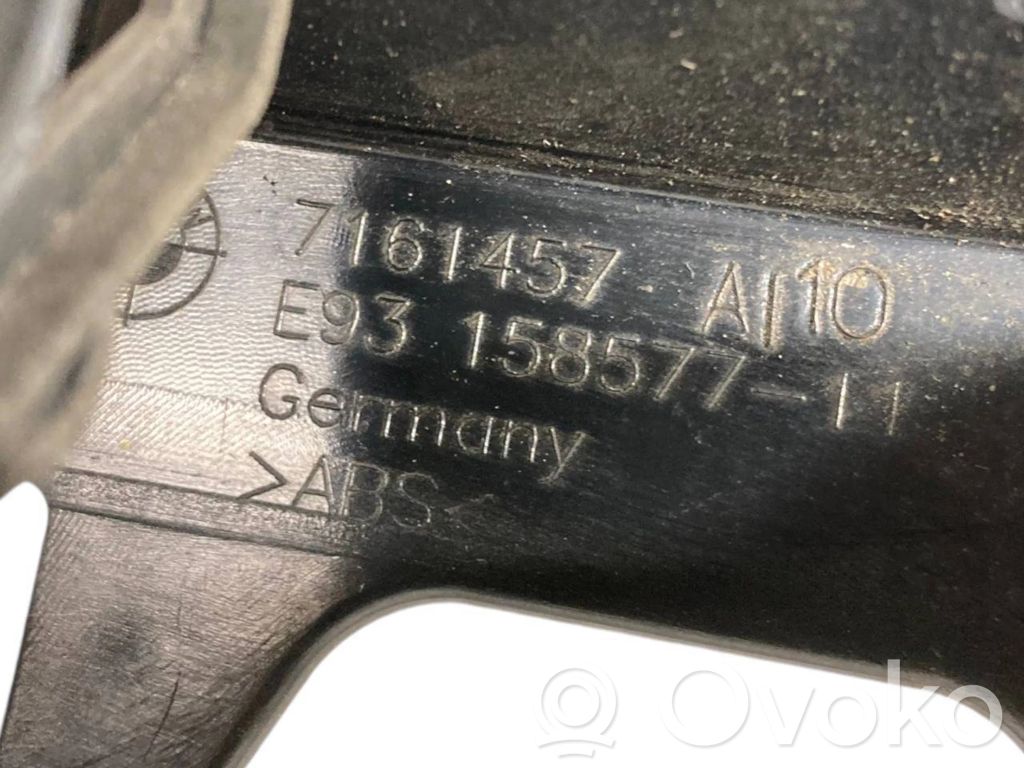 7161457 AI10
E93 158577-11
Germany
>ABS<
Ovoko